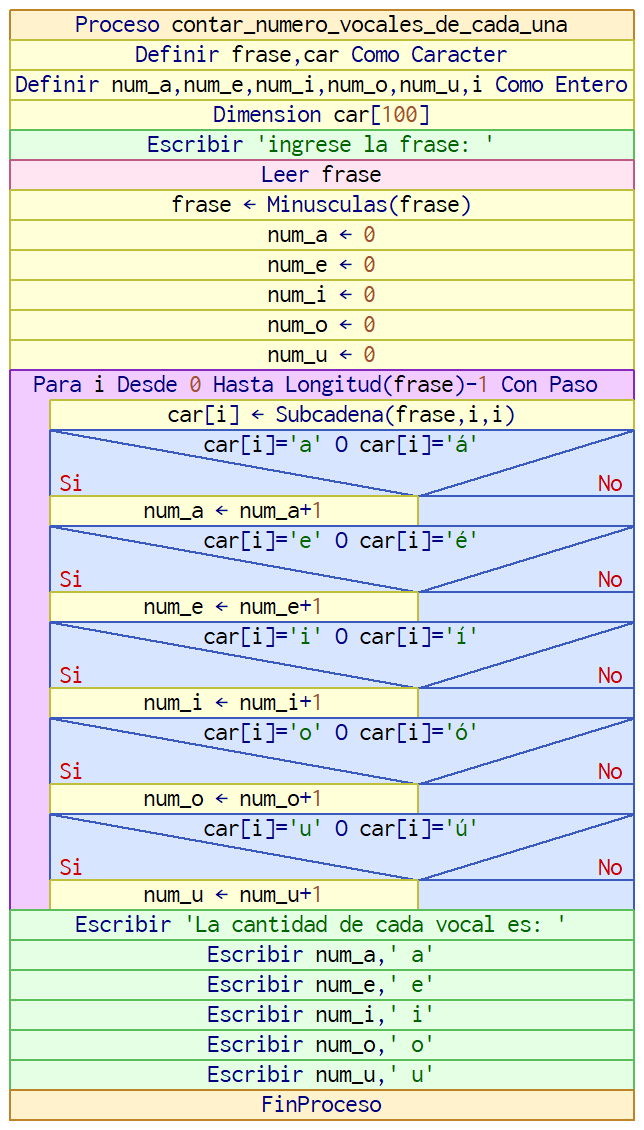 Proceso contar_numero_vocales_de_cada_una
Definir frase,car Como Caracter
Definir num_a,num_e,num_i,num_o,num_u,i Como Entero
Dimension car[100]
Escribir 'ingrese la frase: '
Leer frase
frase ← Minusculas(frase)
num_a ← 0
num_e ← 0
num_i ← 0
num_o ← 0
num_u ← 0
Para i Desde 0 Hasta Longitud(frase)-1 Con Paso
car[i] ← Subcadena(frase,i,i)
car[i]='a' O car[i]='á'
Si No
num_a ← num_a+1
car[i]='e' O car[i]='é'
Si No
num_e ← num_e+1
car[i]='i' O car[i]='í'
Si No
num_i ← num_i+1
car[i]='o' O car[i]='ó'
Si No
num_o ← num_o+1
car[i]='u' O car[i]='ú'
Si No
num_u ← num_u+1
Escribir 'La cantidad de cada vocal es: '
Escribir num_a,' a'
Escribir num_e,' e'
Escribir num_i,' i'
Escribir num_o,' o'
Escribir num_u,' u'
FinProceso